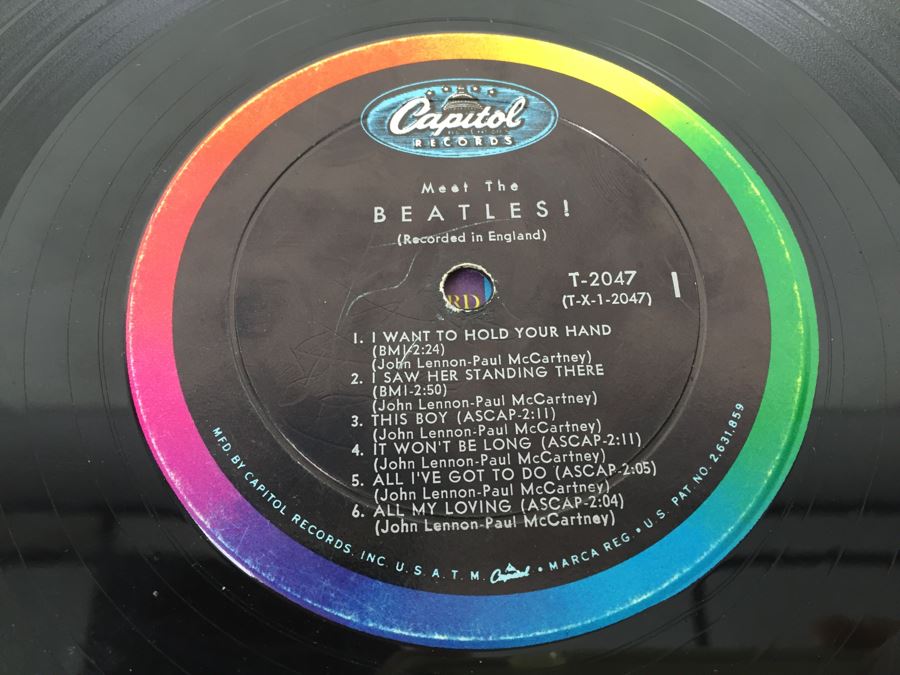 Capitol
RECORDS
Meet The
BEATLES!
(Recorded in England)
T-2047
(T-X-1-2047)
1
RD
1. I WANT TO HOLD YOUR HAND
(BMI-2:24)
(John Lennon-Paul McCartney)
2. I SAW HER STANDING THERE
(BMI-2:50)
(John Lennon-Paul McCartney)
3. THIS BOY (ASCAP-2:11)
(John Lennon-Paul McCartney)
4. IT WON'T BE LONG (ASCAP-2:11)
(John Lennon-Paul McCartney)
5. ALL I'VE GOT TO DO (ASCAP-2:05)
(John Lennon-Paul McCartney)
6. ALL MY LOVING (ASCAP-2:04)
(John Lennon-Paul McCartney)
MFD. BY CAPITOL RECORDS, INC. U.S.A. T.M. Capitol • MARCA REG. • U.S. PAT. NO. 2,631,859